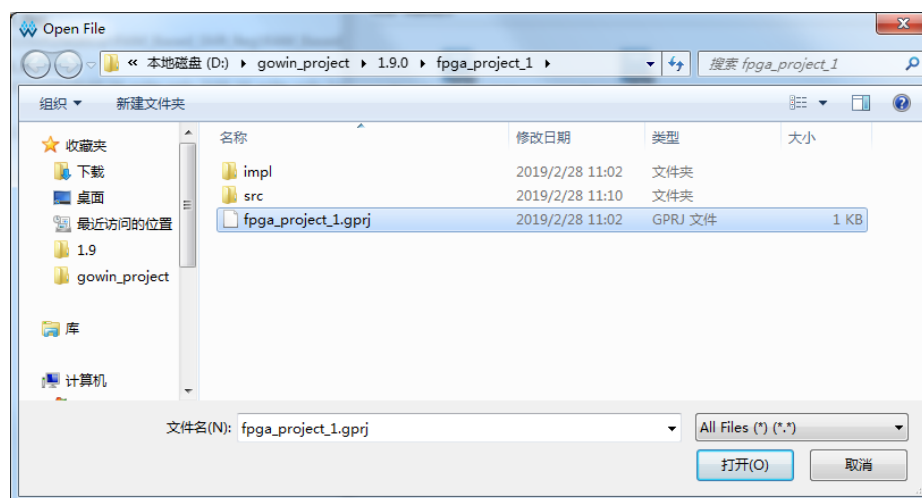 Open File
« 本地磁盘 (D:) ▸ gowin_project ▸ 1.9.0 ▸ fpga_project_1 ▸
搜索 fpga_project_1
组织 新建文件夹
收藏夹
下载
桌面
最近访问的位置
1.9
gowin_project
库
计算机
名称 修改日期 类型 大小
impl 2019/2/28 11:02 文件夹
src 2019/2/28 11:10 文件夹
fpga_project_1.gprj 2019/2/28 11:02 GPRJ 文件 1 KB
文件名(N): fpga_project_1.gprj All Files (*) (*.*)
打开(O) 取消